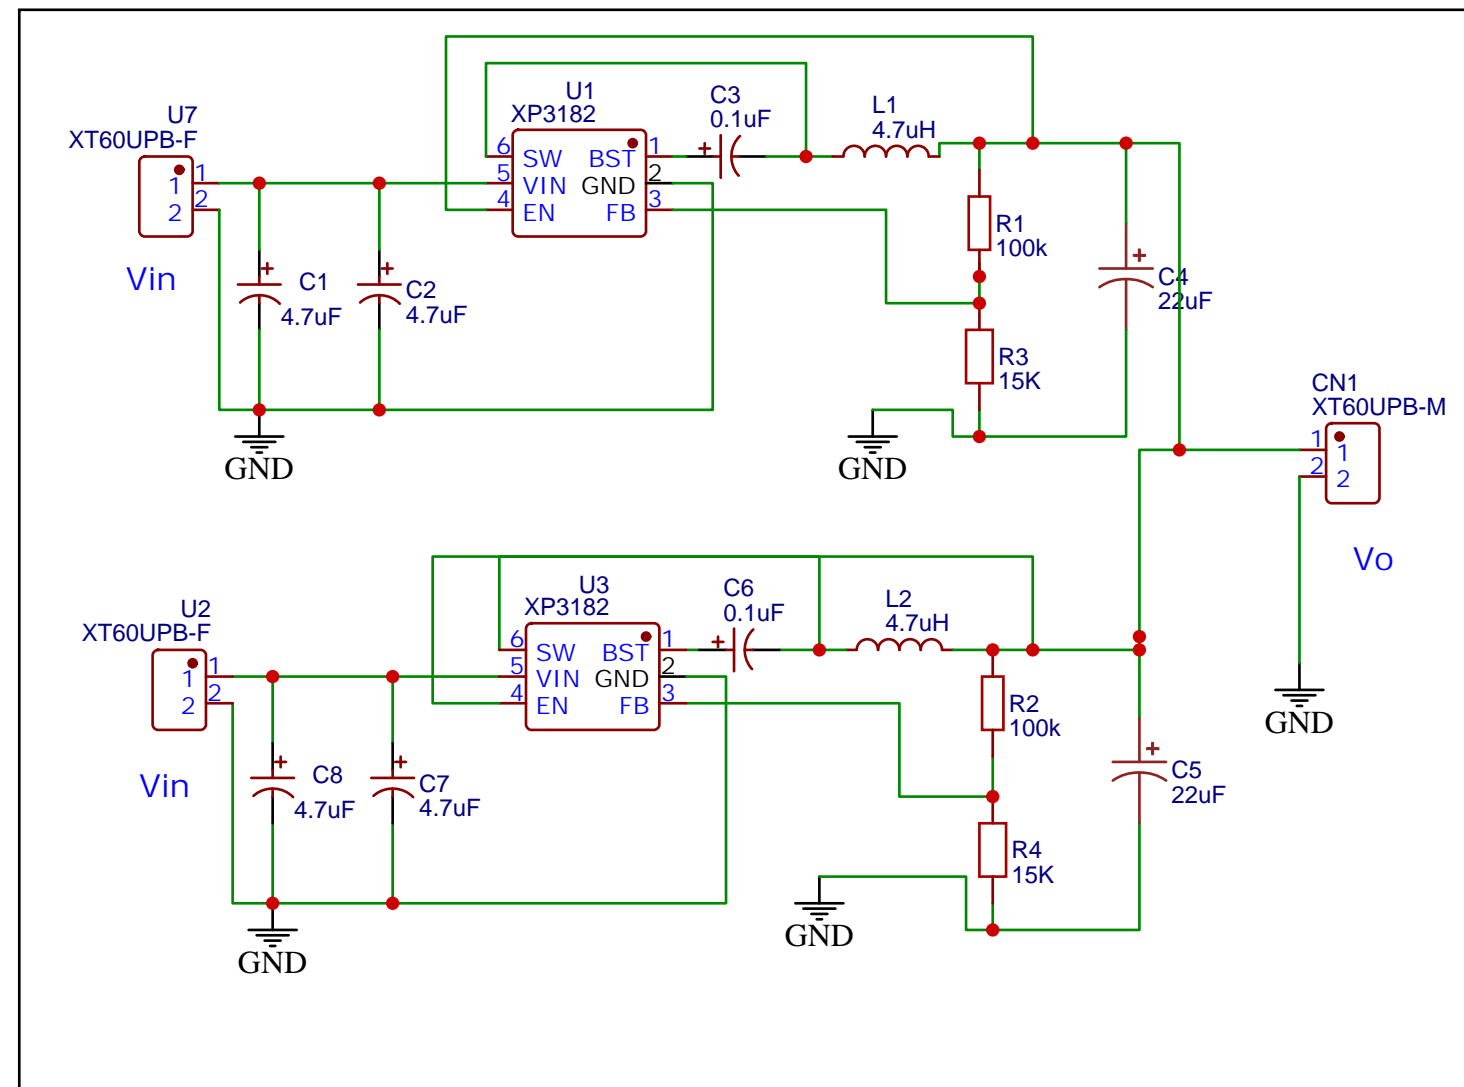 U7
XT60UPB-F
1
2
1
2
Vin
C1
4.7uF
C2
4.7uF
GND
U1
XP3182
6
5
4
SW
VIN
EN
BST
GND
FB
1
2
3
C3
0.1uF
L1
4.7uH
R1
100k
R3
15K
C4
22uF
GND
CN1
XT60UPB-M
1
2
1
2
Vo
GND
U2
XT60UPB-F
1
2
1
2
Vin
C8
4.7uF
C7
4.7uF
GND
U3
XP3182
6
5
4
SW
VIN
EN
BST
GND
FB
1
2
3
C6
0.1uF
L2
4.7uH
R2
100k
R4
15K
C5
22uF
GND